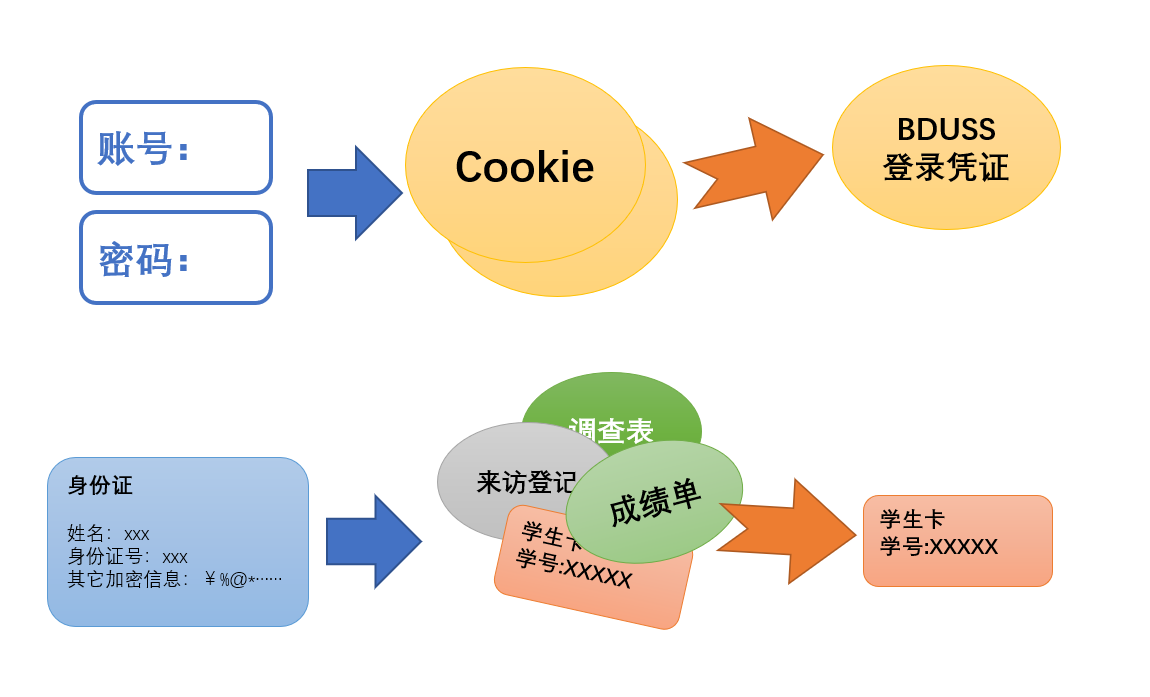 账号：
密码：
Cookie
BDUSS
登录凭证
身份证
姓名：xxx
身份证号：xxx
其它加密信息：￥%@*……
调查表
来访登记
成绩单
学生卡
学号:XXXXX
学生卡
学号:XXXXX